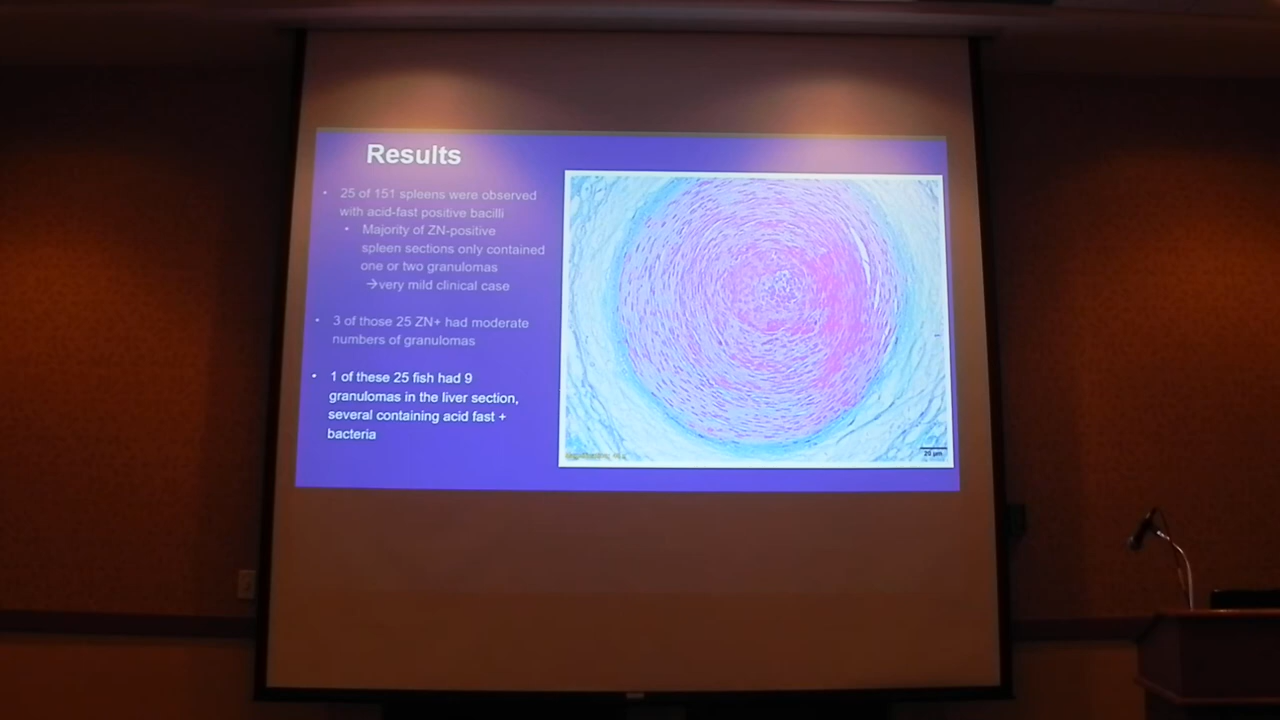 Results
• 25 of 151 spleens were observed
with acid-fast positive bacilli
• Majority of ZN-positive
spleen sections only contained
one or two granulomas
→very mild clinical case
• 3 of those 25 ZN+ had moderate
numbers of granulomas
• 1 of these 25 fish had 9
granulomas in the liver section,
several containing acid fast +
bacteria
20 µm